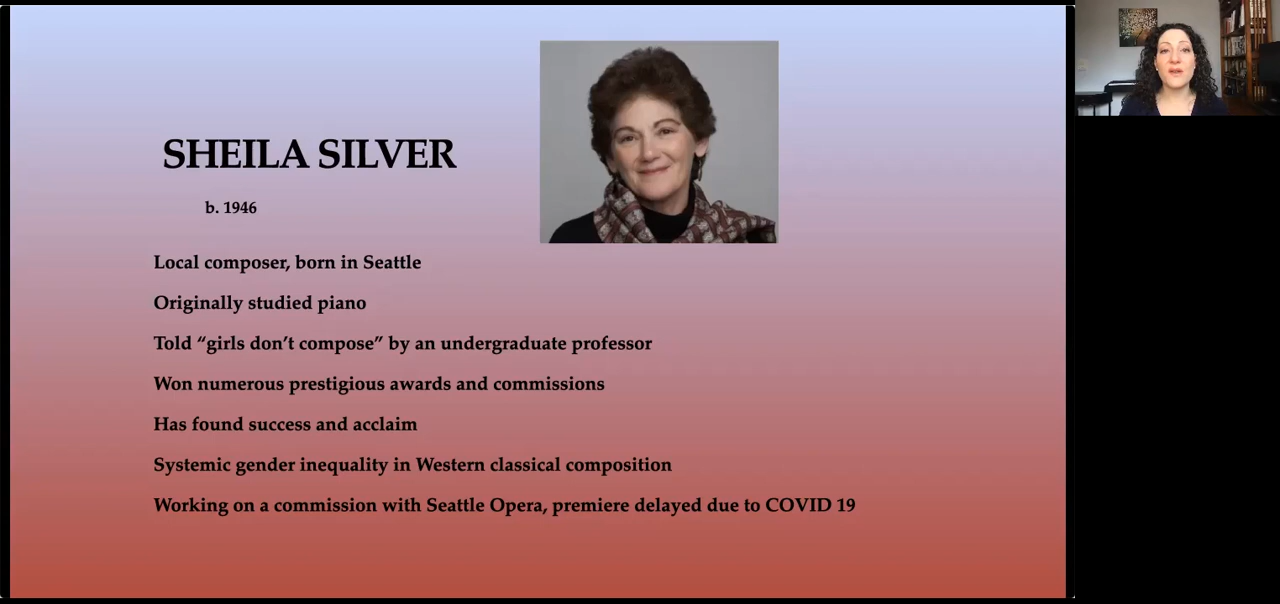 SHEILA SILVER
b. 1946
Local composer, born in Seattle
Originally studied piano
Told “girls don’t compose” by an undergraduate professor
Won numerous prestigious awards and commissions
Has found success and acclaim
Systemic gender inequality in Western classical composition
Working on a commission with Seattle Opera, premiere delayed due to COVID 19